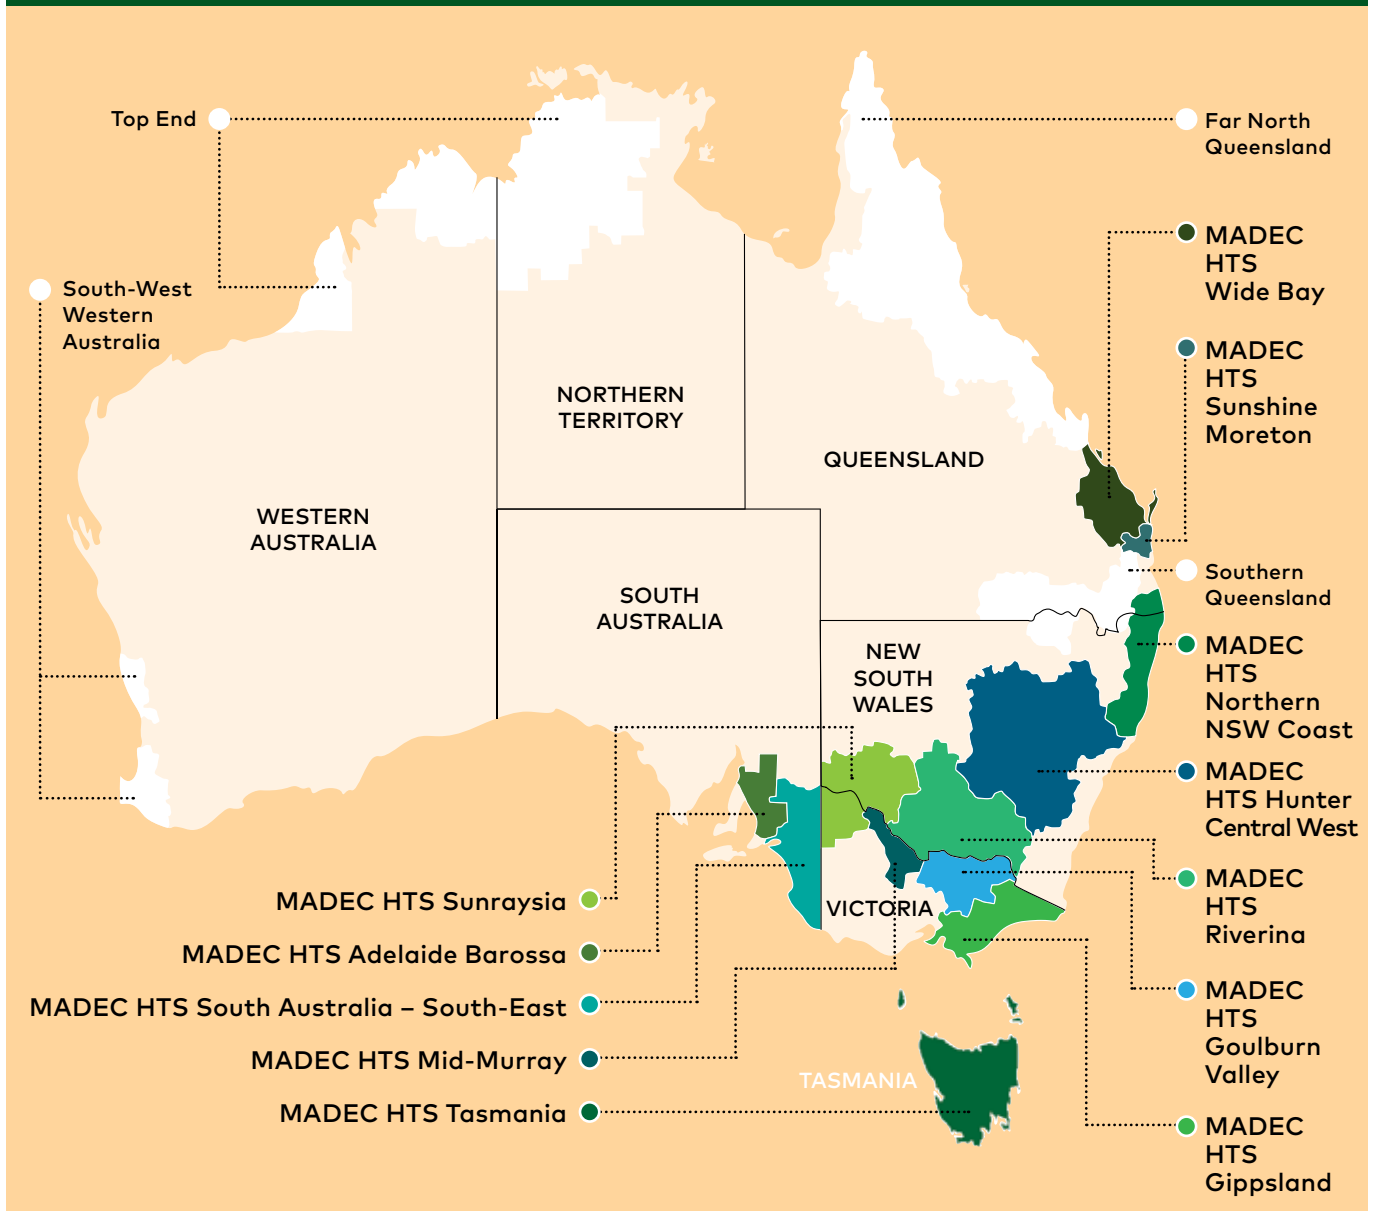 Top End
Far North
Queensland
MADEC
HTS
Wide Bay
South-West
Western
Australia
MADEC
HTS
Sunshine
Moreton
NORTHERN
TERRITORY
QUEENSLAND
WESTERN
AUSTRALIA
SOUTH
AUSTRALIA
Southern
Queensland
NEW
SOUTH
WALES
MADEC
HTS
Northern
NSW Coast
MADEC
HTS Hunter
Central West
MADEC
HTS
Riverina
VICTORIA
MADEC HTS Sunraysia
MADEC HTS Adelaide Barossa
MADEC HTS South Australia – South-East
MADEC HTS Mid-Murray
MADEC HTS Tasmania
TASMANIA
MADEC
HTS
Goulburn
Valley
MADEC
HTS
Gippsland